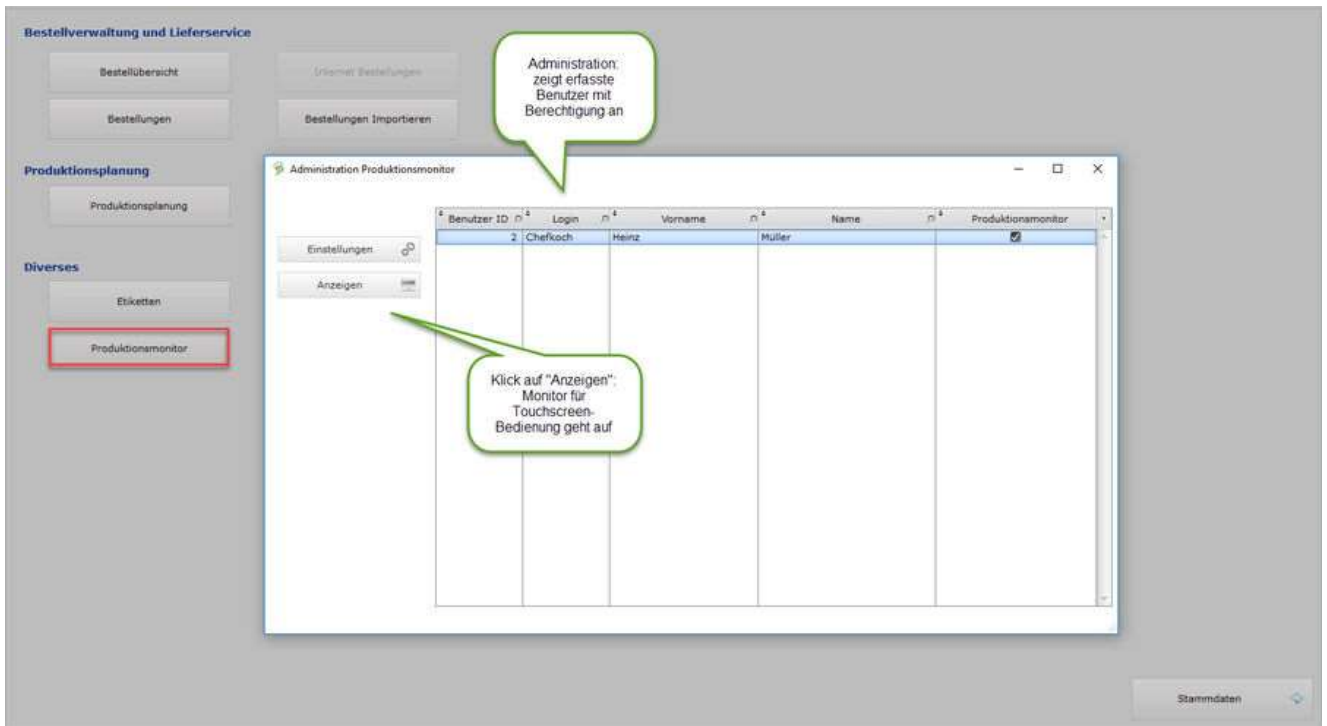 Bestellverwaltung und Lieferservice
Bestellübersicht
Internet Bestellungen
Bestellungen
Bestellungen Importieren
Administration:
zeigt erfasste
Benutzer mit
Berechtigung an
Produktionsplanung
Produktionsplanung
Administration Produktionsmonitor
Benutzer ID Login Vorname Name Produktionsmonitor
2 Chefkoch Heinz Müller
Einstellungen
Anzeigen
Diverses
Etiketten
Produktionsmonitor
Klick auf "Anzeigen":
Monitor für
Touchscreen-
Bedienung geht auf
Stammdaten